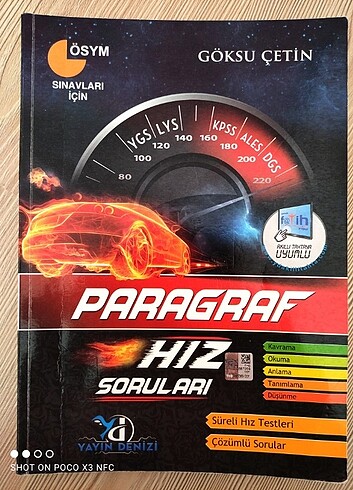 ÖSYM
SINAVLARI
İÇİN
GÖKSU ÇETİN
YGS LYS KPSS ALES DGS
80 100 120 140 160 180 200 220
fatih
AKILLI TAHTAYA
UYUMLU
PARAGRAF
HIZ
SORULARI
Kavrama
Okuma
Anlama
Tanımlama
Düşünme
Süreli Hız Testleri
Çözümlü Sorular
YAYIN DENİZİ
SHOT ON POCO X3 NFC